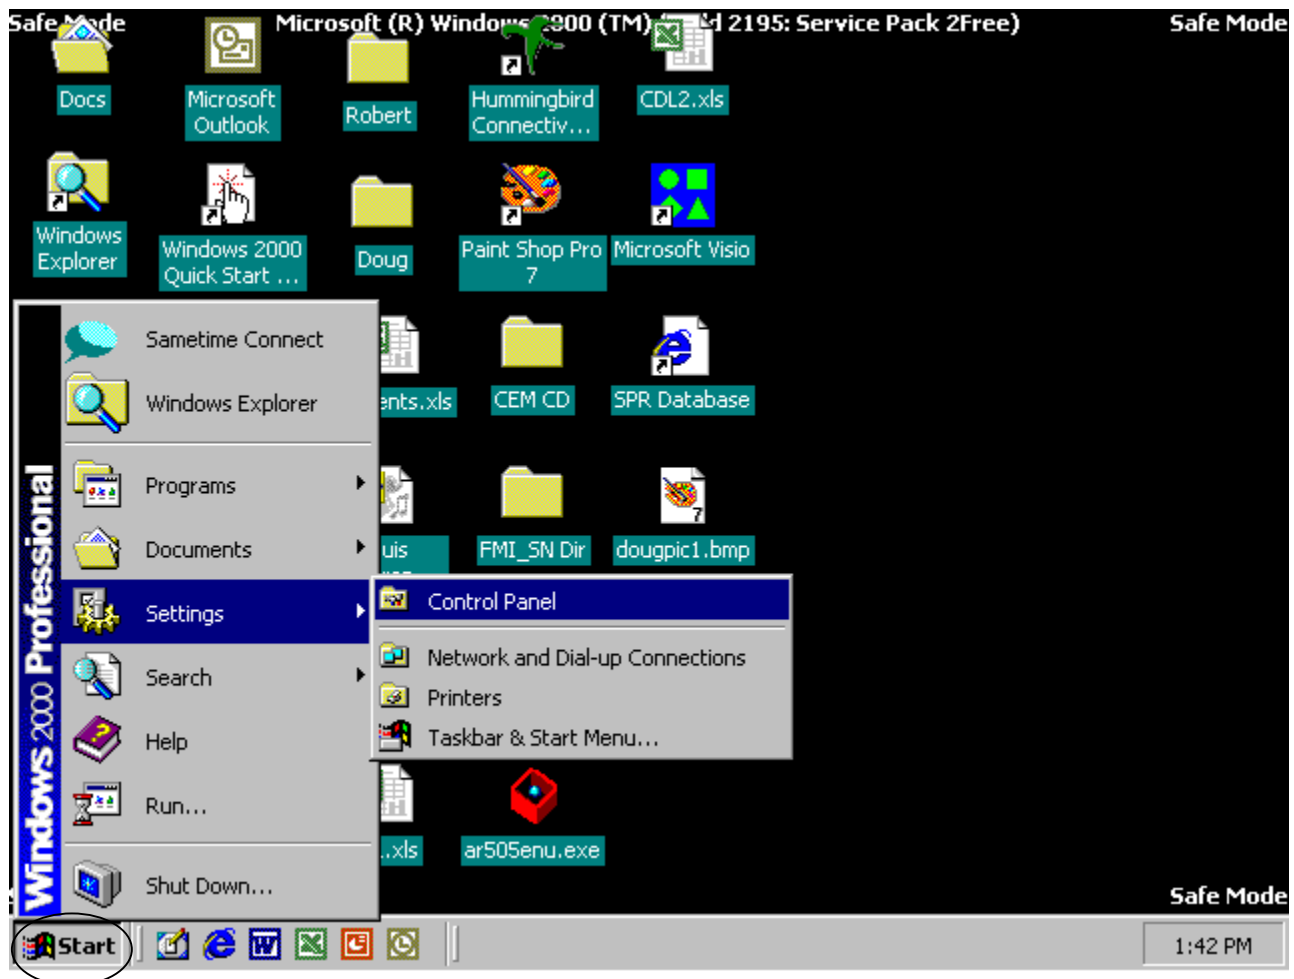 Safe Mode
Microsoft (R) Windows 2000 (TM)
d 2195: Service Pack 2Free)
Safe Mode
Docs
Microsoft
Outlook
Robert
Hummingbird
Connectiv...
CDL2.xls
Windows
Explorer
Windows 2000
Quick Start ...
Doug
Paint Shop Pro
7
Microsoft Visio
Sametime Connect
Windows Explorer
ents.xls
CEM CD
SPR Database
Programs
Documents
uis
FMI_SN Dir
7
dougpic1.bmp
Settings
Control Panel
Search
Network and Dial-up Connections
Printers
Help
Taskbar & Start Menu...
Run...
..xls
ar505enu.exe
Shut Down...
Windows 2000 Professional
Safe Mode
Start
1:42 PM